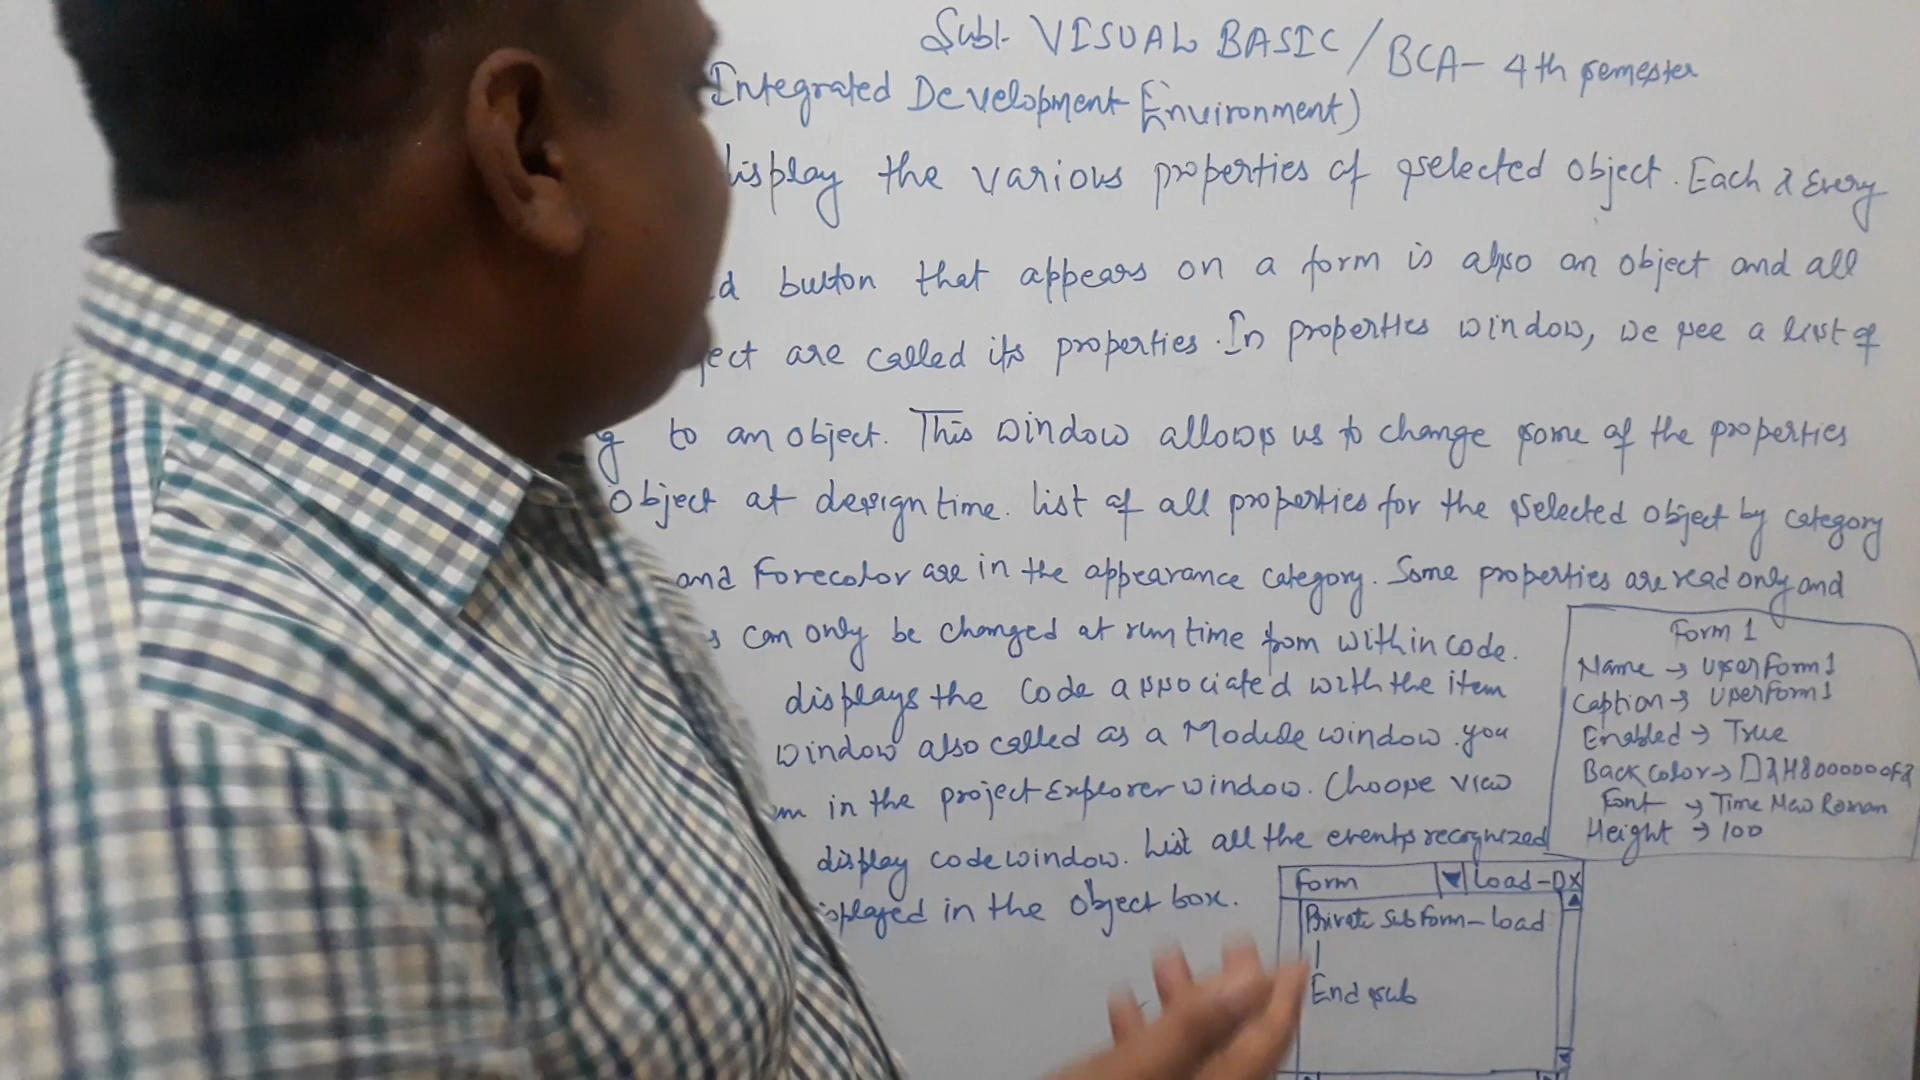 Sub:- VISUAL BASIC / BCA- 4th semester
Integrated Development Environment)
display the various properties of selected object. Each & Every
button that appears on a form is also an object and all
are called its properties. In properties window, we see a list of
to an object. This window allows us to change some of the properties
object at design time. List of all properties for the selected object by category
and Forecolor are in the appearance category. Some properties are read only and
can only be changed at run time from within code.
displays the code associated with the item
window also called as a Module window. you
in the project Explorer window. Choose view
display code window. List all the events recognized
displayed in the object box.
Form 1
Name → userform1
Caption → userform1
Enabled → True
Back color → &H8000000F&
Font → Time New Roman
Height → 100
Form Load -□X
Private Sub Form-Load
End sub